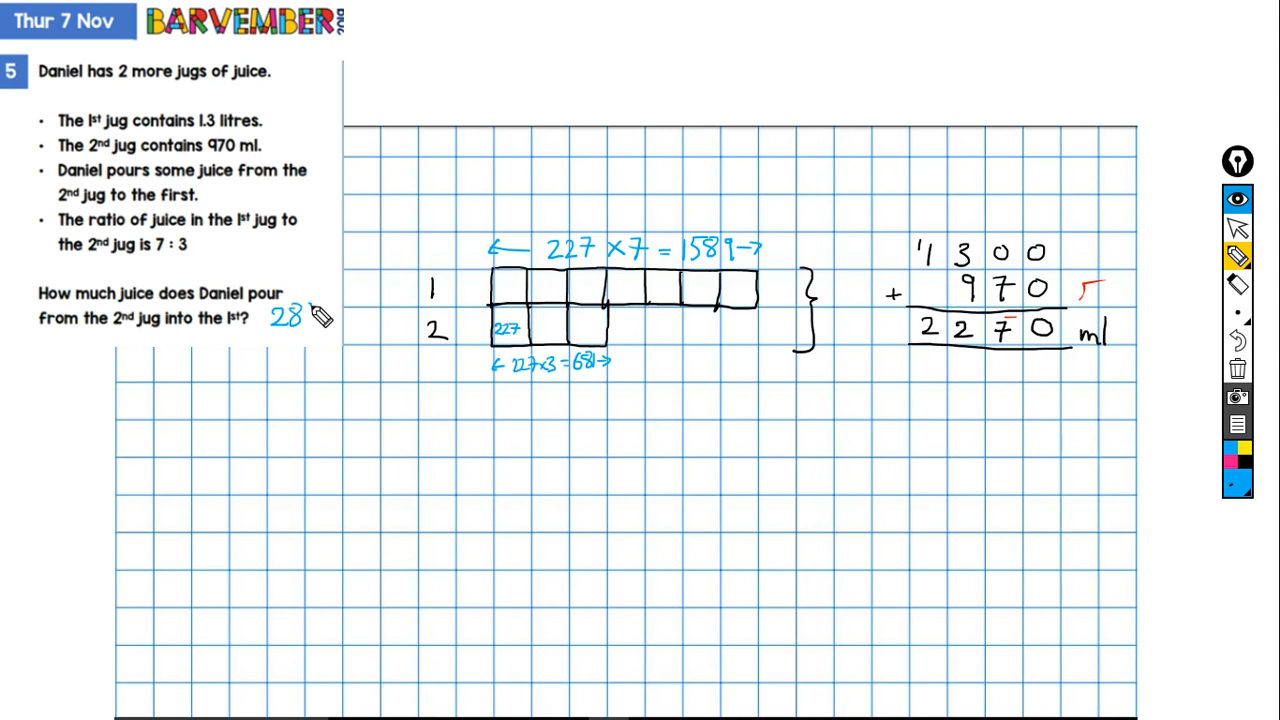 Thur 7 Nov
BARVEMBER
5
Daniel has 2 more jugs of juice.
• The 1st jug contains 1.3 litres.
• The 2nd jug contains 970 ml.
• Daniel pours some juice from the
2nd jug to the first.
• The ratio of juice in the 1st jug to
the 2nd jug is 7 : 3
How much juice does Daniel pour
from the 2nd jug into the 1st? 28
← 227 × 7 = 1589 →
1
2 227
← 227×3 = 681 →
1300
+ 970
2270 ml